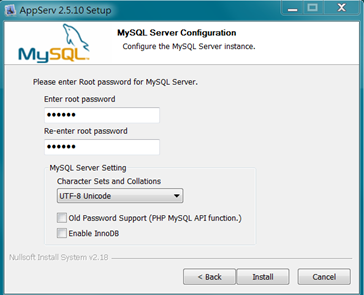 AppServ 2.5.10 Setup
MySQL Server Configuration
Configure the MySQL Server instance.
MySQL
Please enter Root password for MySQL Server.
Enter root password
••••••
Re-enter root password
••••••
MySQL Server Setting
Character Sets and Collations
UTF-8 Unicode
Old Password Support (PHP MySQL API function.)
Enable InnoDB
Nullsoft Install System v2.18
< Back
Install
Cancel